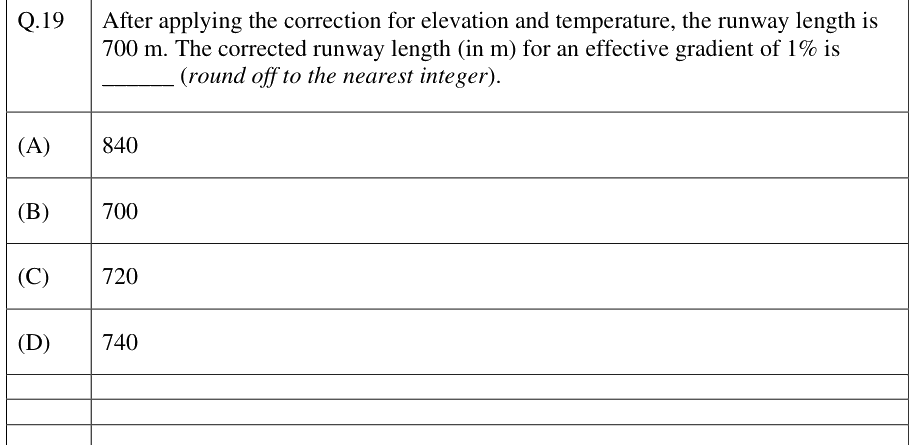 Q.19 After applying the correction for elevation and temperature, the runway length is
700 m. The corrected runway length (in m) for an effective gradient of 1% is
______ (round off to the nearest integer).
(A) 840
(B) 700
(C) 720
(D) 740